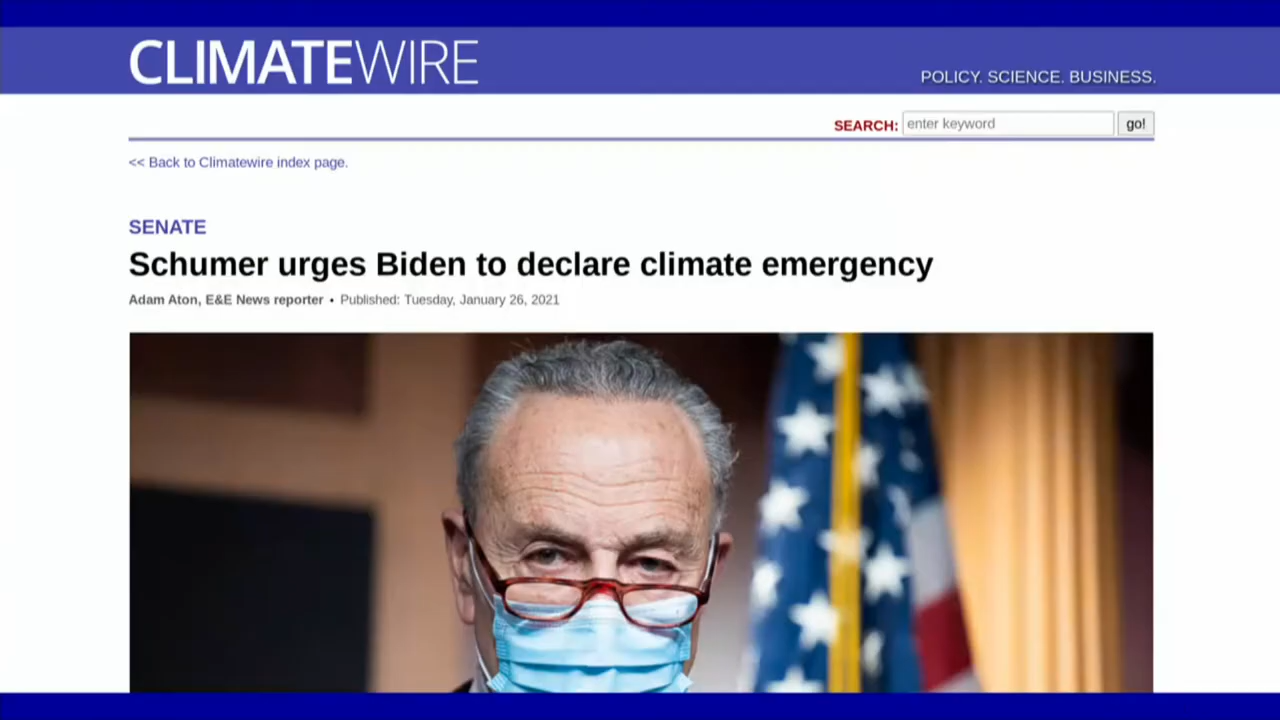 CLIMATEWIRE
POLICY. SCIENCE. BUSINESS.
SEARCH: enter keyword go!
<< Back to Climatewire index page.
SENATE
Schumer urges Biden to declare climate emergency
Adam Aton, E&E News reporter • Published: Tuesday, January 26, 2021